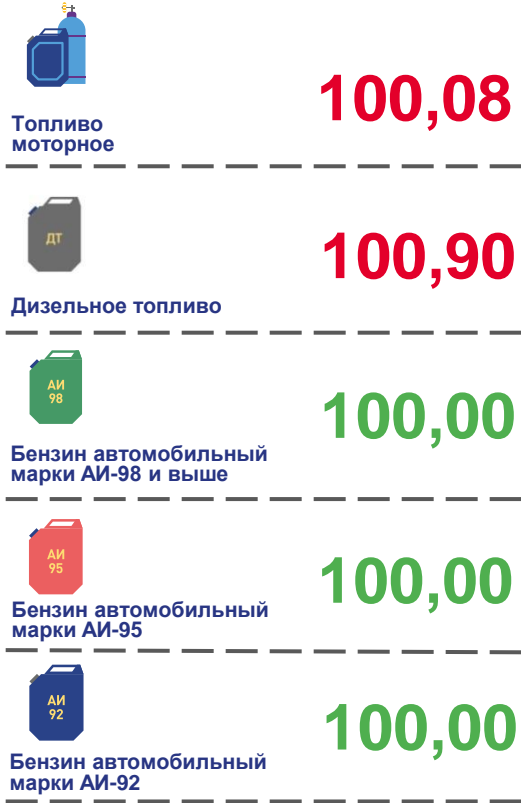 100,08
Топливо
моторное
ДТ
100,90
Дизельное топливо
АИ
98
100,00
Бензин автомобильный
марки АИ-98 и выше
АИ
95
100,00
Бензин автомобильный
марки АИ-95
АИ
92
100,00
Бензин автомобильный
марки АИ-92